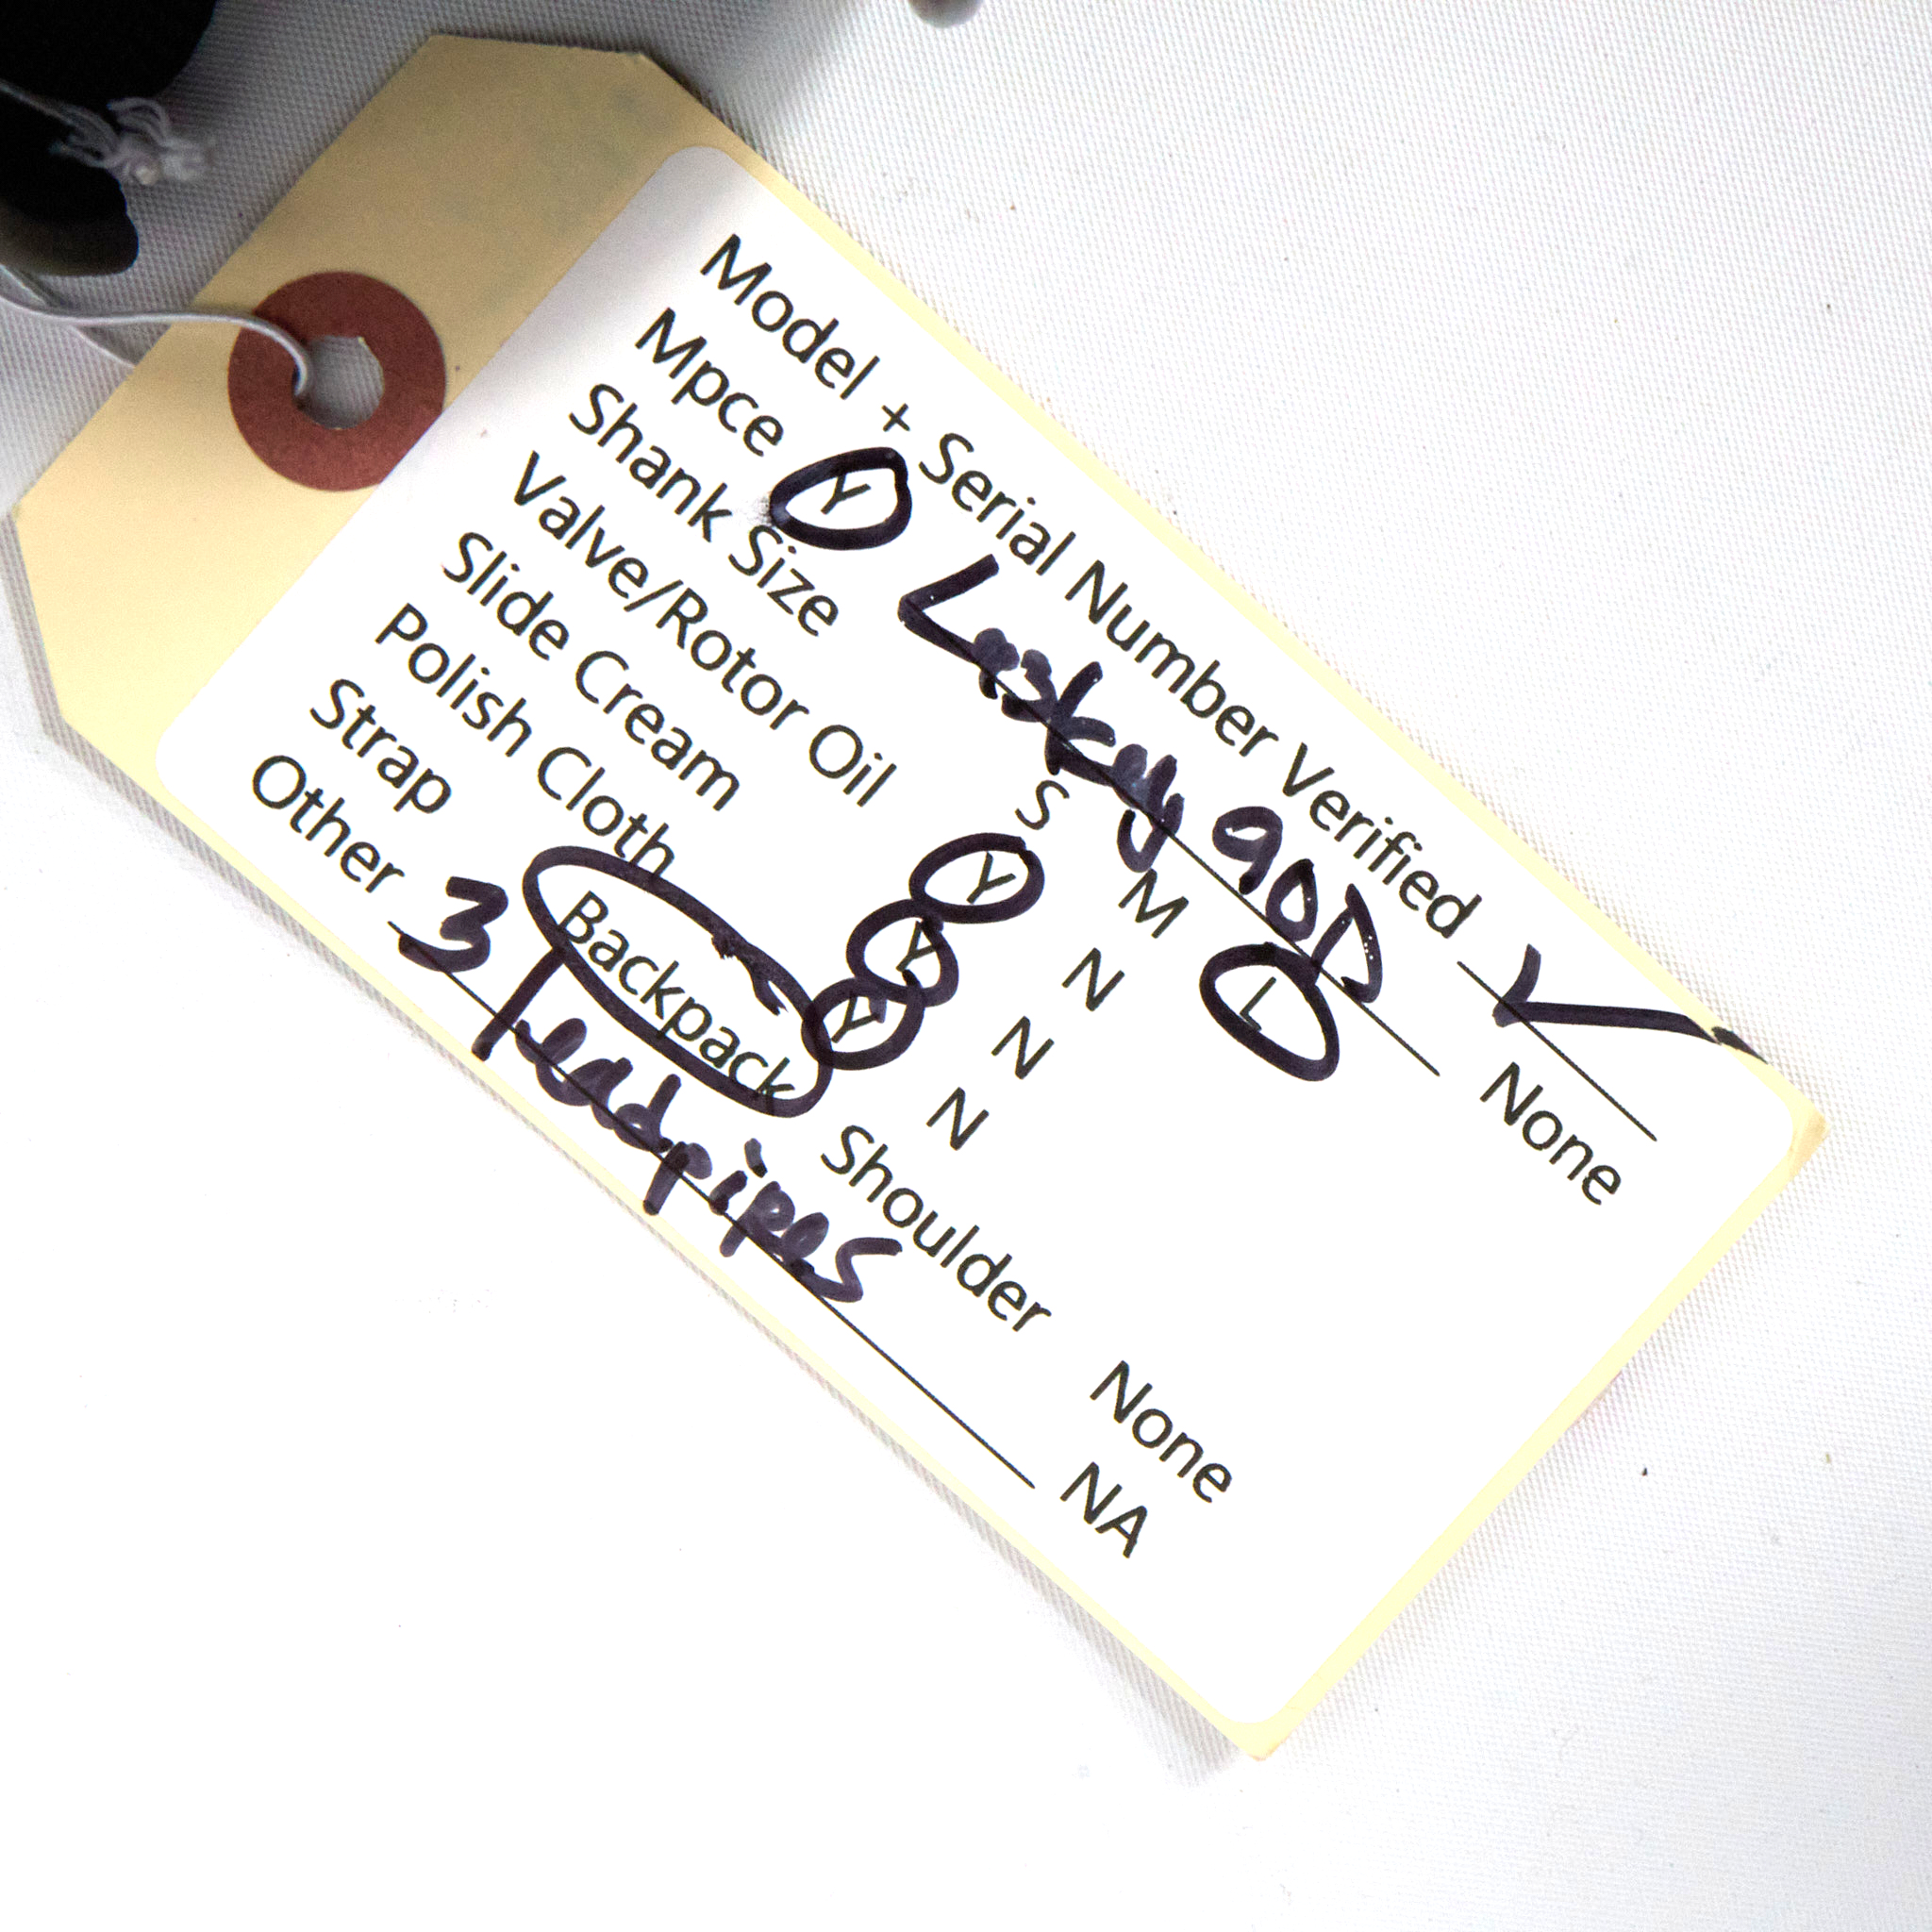 Model + Serial Number Verified ✓
Mpce Y Laskey 90D None
Shank Size S M L
Valve/Rotor Oil Y N
Slide Cream Y N
Polish Cloth Y N
Strap Backpack Shoulder None
Other 3 leadpipes NA